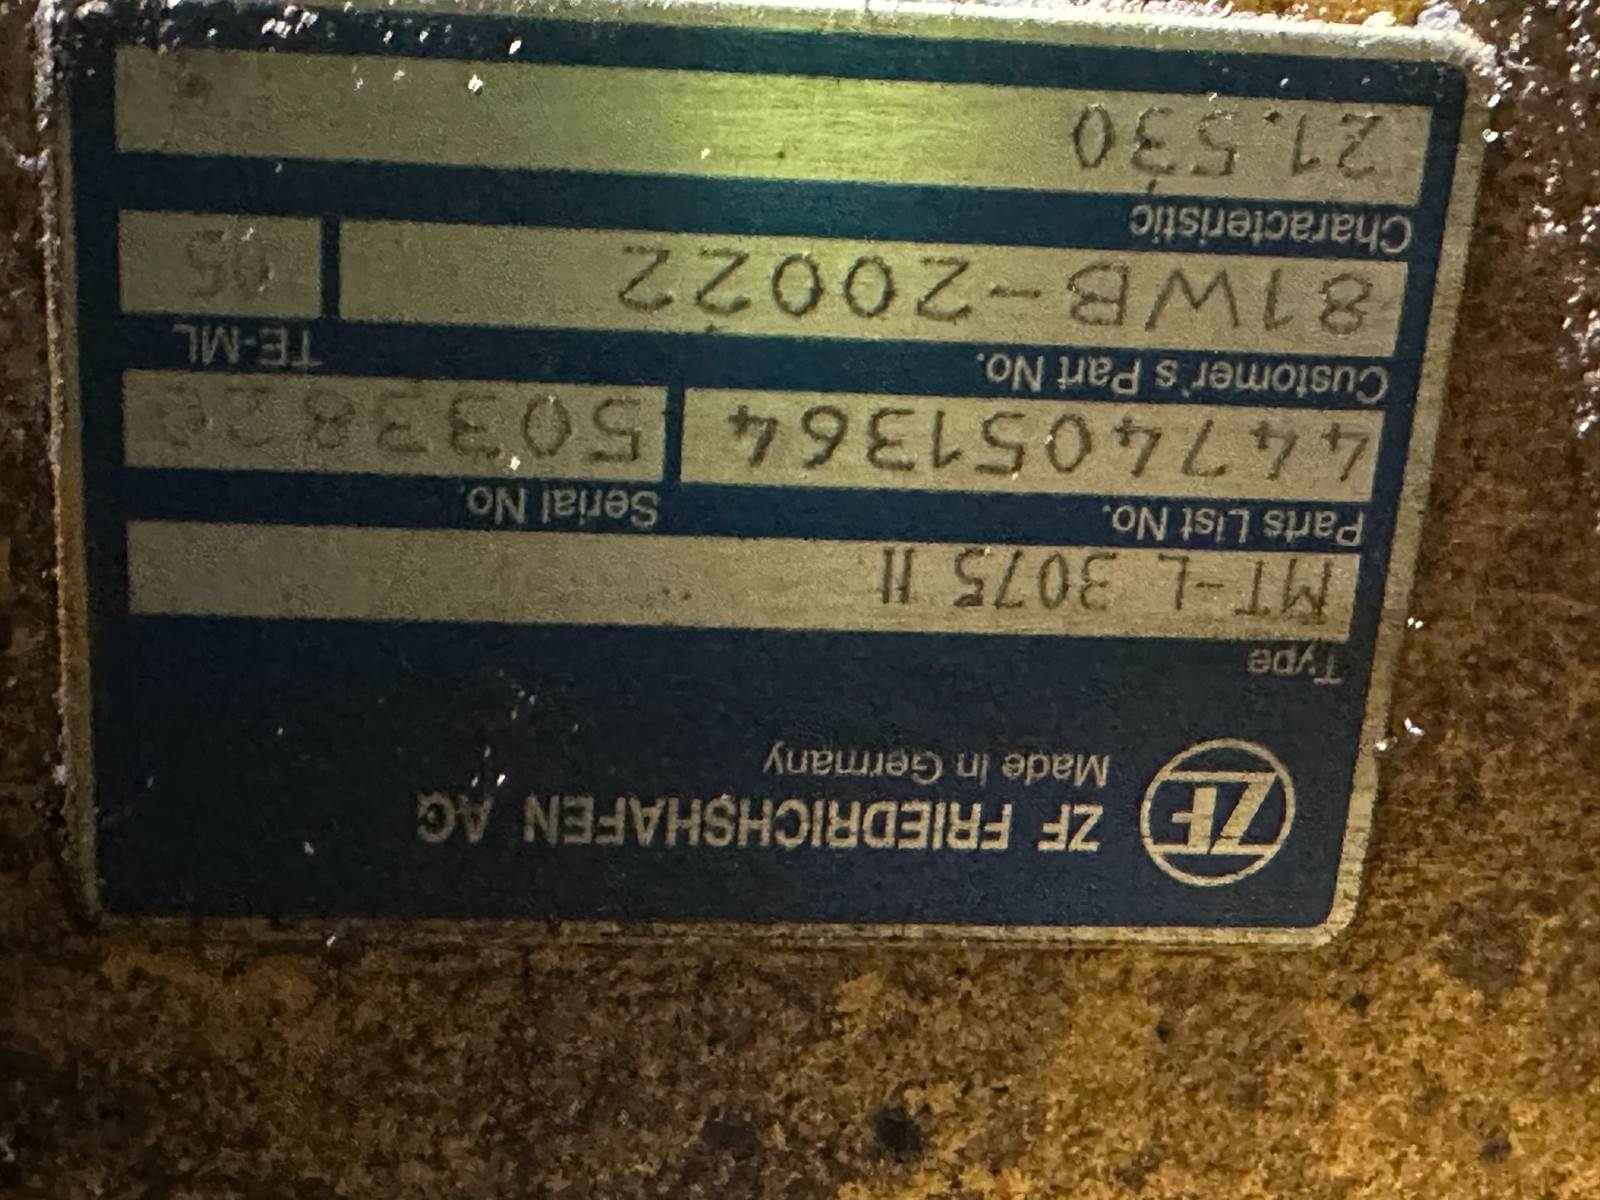 ZF ZF FRIEDRICHSHAFEN AG
Made in Germany
Type
MT-L 3075 II
Parts List No. Serial No.
4474051364
Customer's Part No. TE-ML
81WB-20022 05
Characteristic
21.530